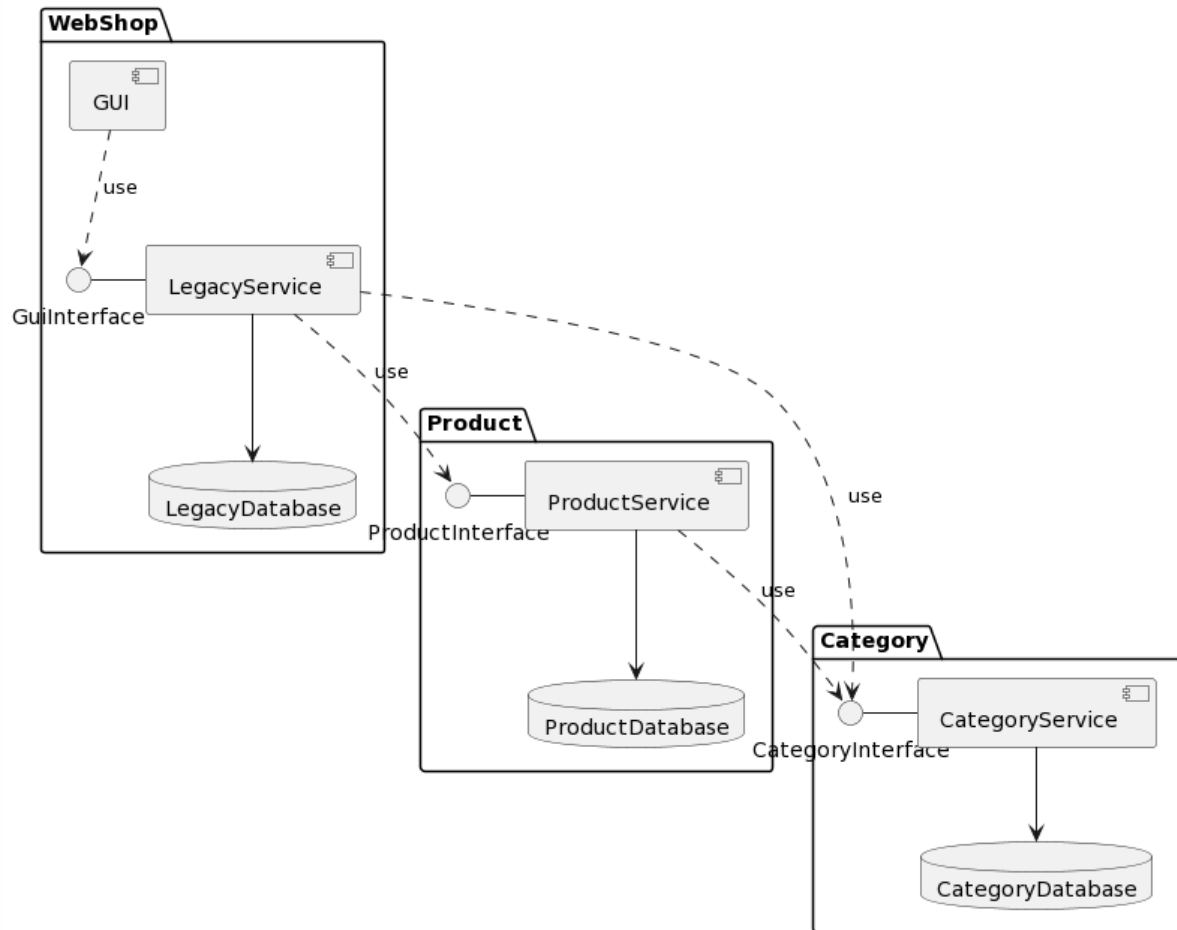 WebShop
GUI
use
LegacyService
GuiInterface
use
LegacyDatabase
Product
ProductService
ProductInterface
use
use
ProductDatabase
Category
CategoryService
CategoryInterface
CategoryDatabase